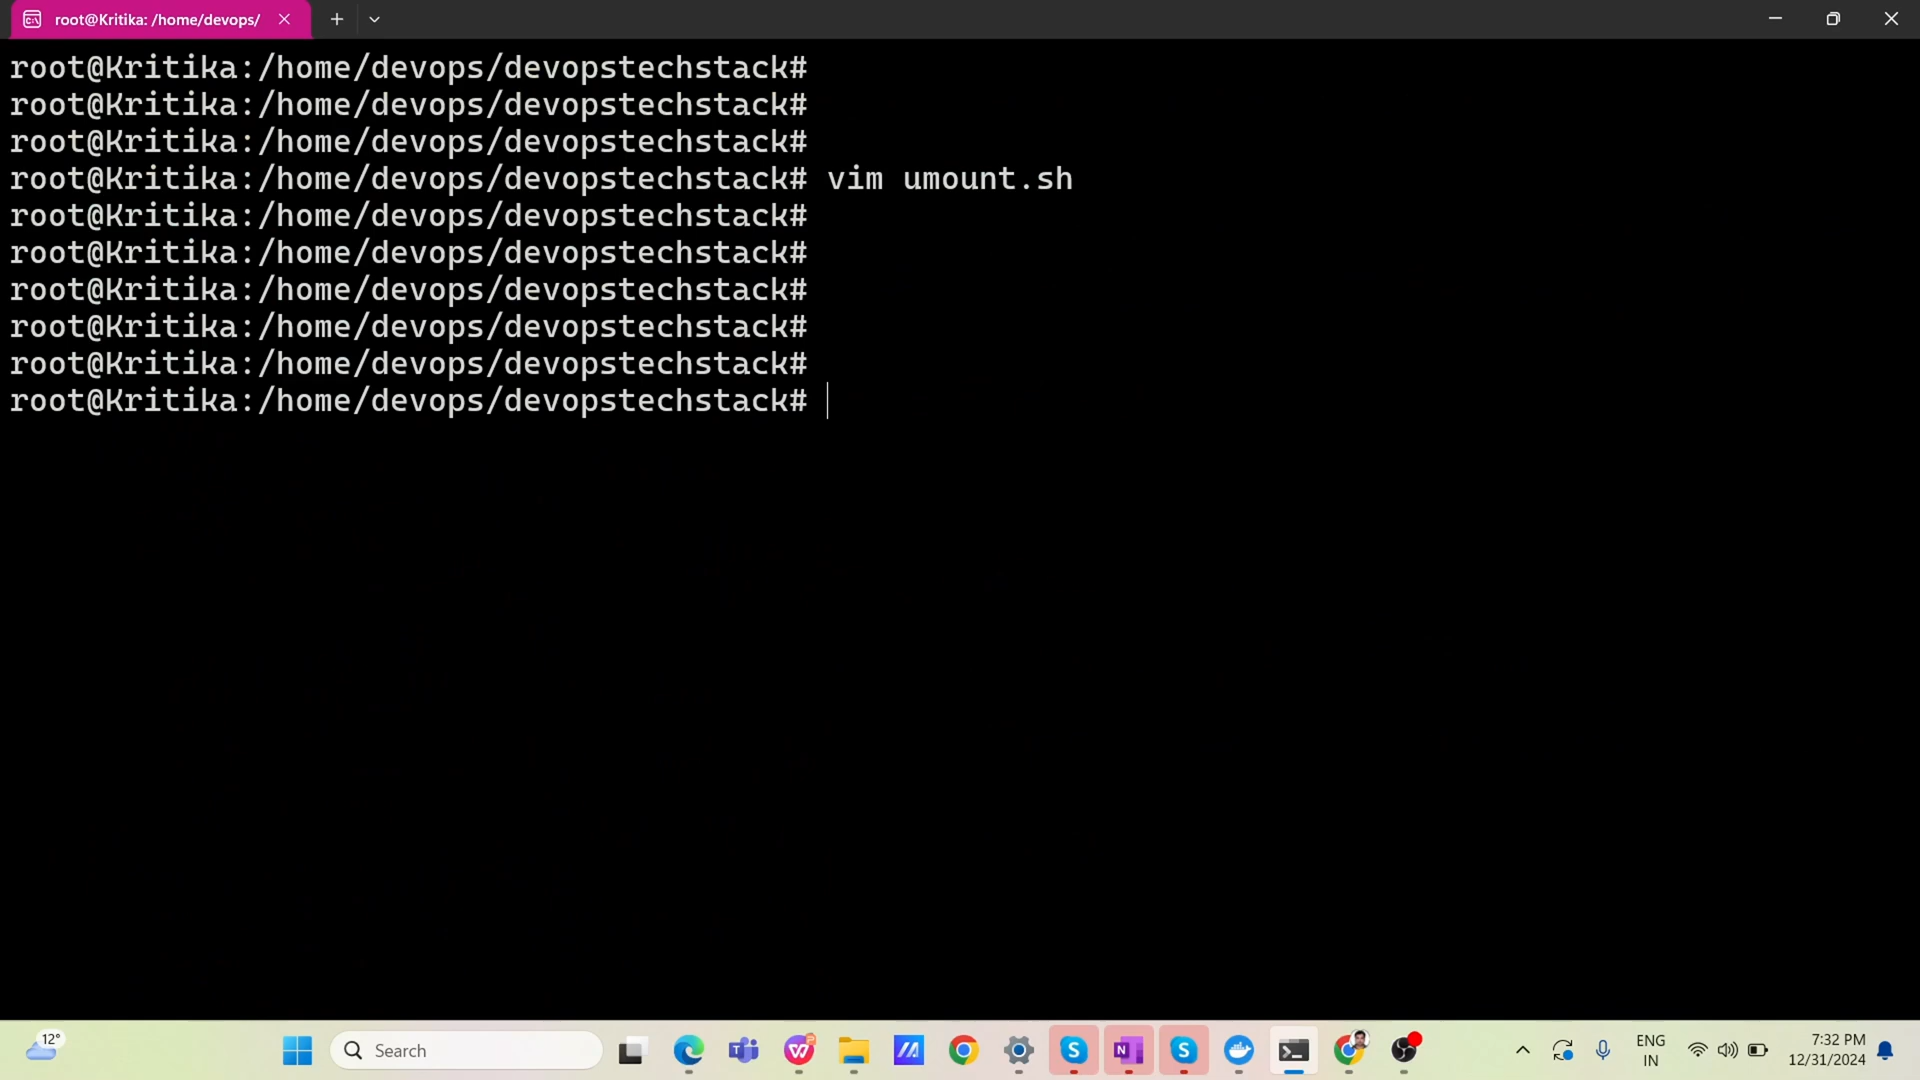 root@Kritika: /home/devops/
root@Kritika:/home/devops/devopstechstack#
root@Kritika:/home/devops/devopstechstack#
root@Kritika:/home/devops/devopstechstack#
root@Kritika:/home/devops/devopstechstack# vim umount.sh
root@Kritika:/home/devops/devopstechstack#
root@Kritika:/home/devops/devopstechstack#
root@Kritika:/home/devops/devopstechstack#
root@Kritika:/home/devops/devopstechstack#
root@Kritika:/home/devops/devopstechstack#
root@Kritika:/home/devops/devopstechstack#
12°
Search
ENG
IN
7:32 PM
12/31/2024